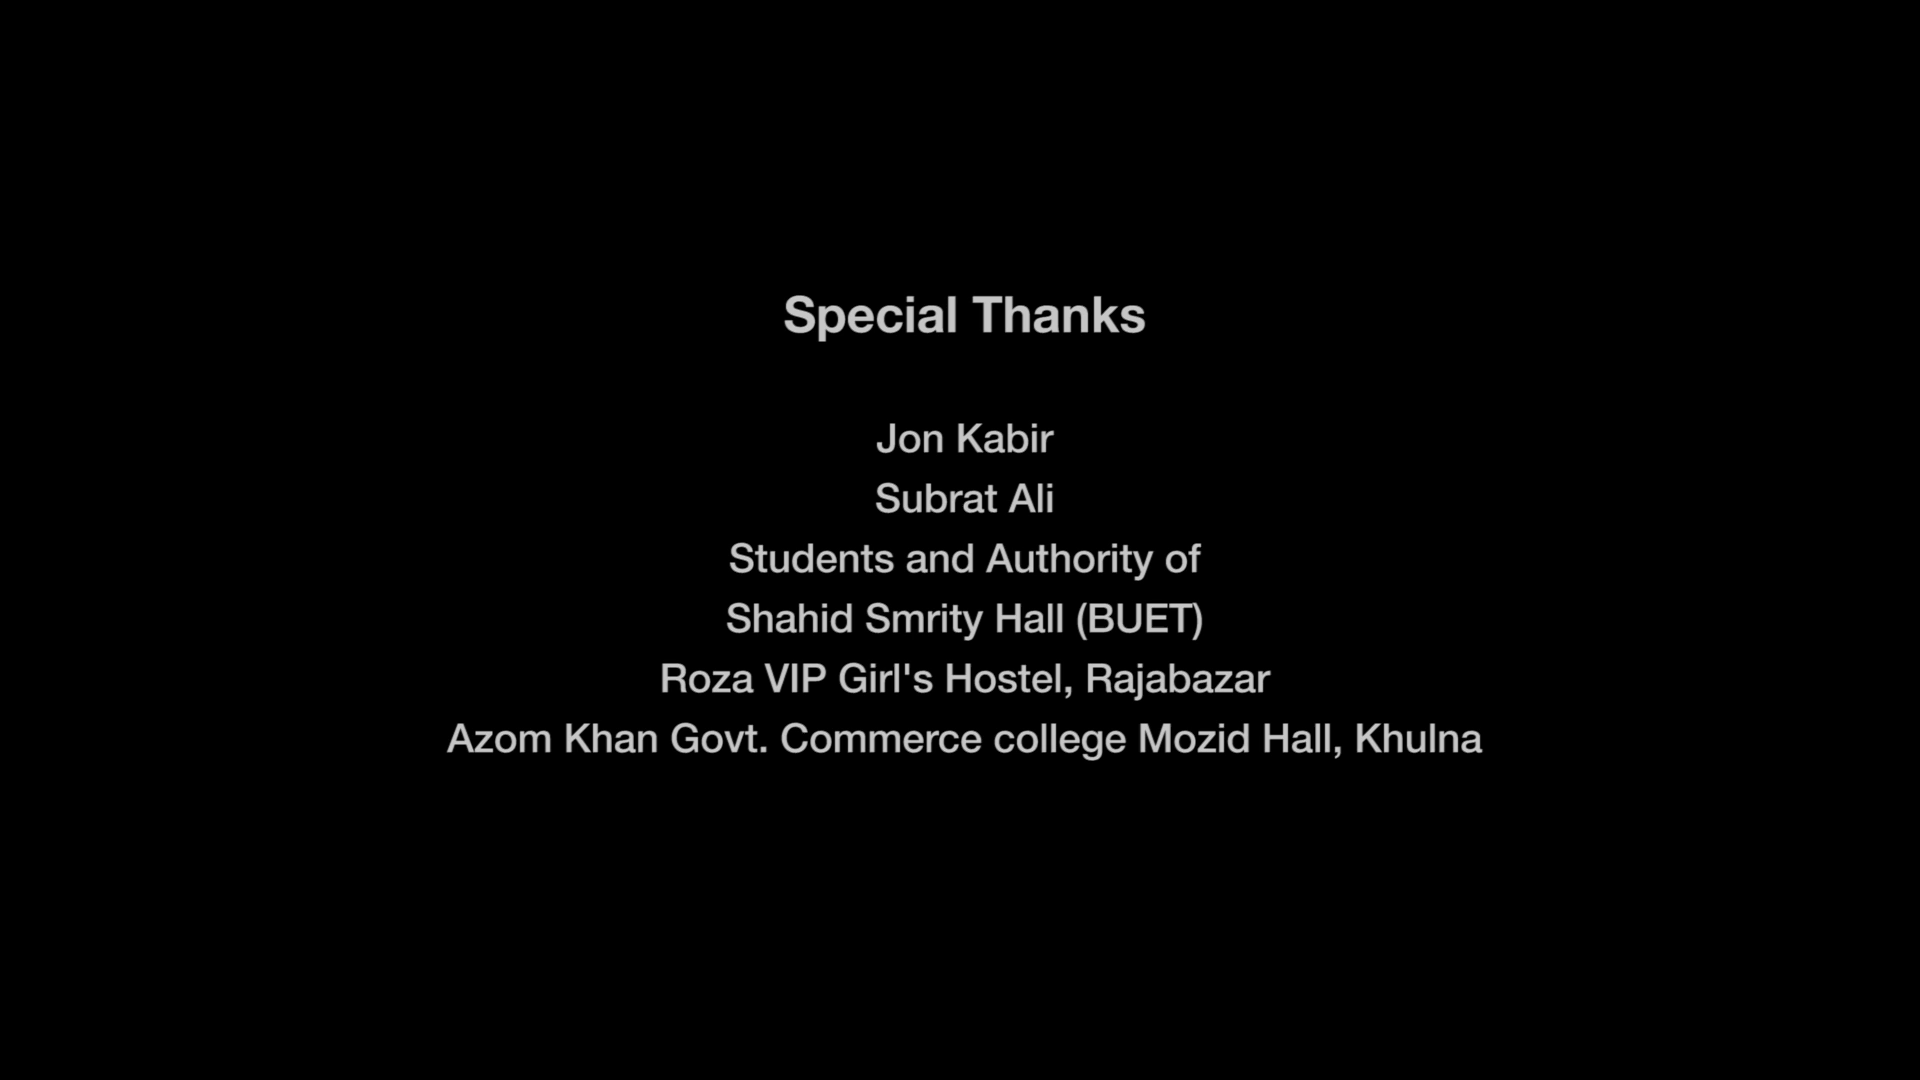 Special Thanks
Jon Kabir
Subrat Ali
Students and Authority of
Shahid Smrity Hall (BUET)
Roza VIP Girl's Hostel, Rajabazar
Azom Khan Govt. Commerce college Mozid Hall, Khulna